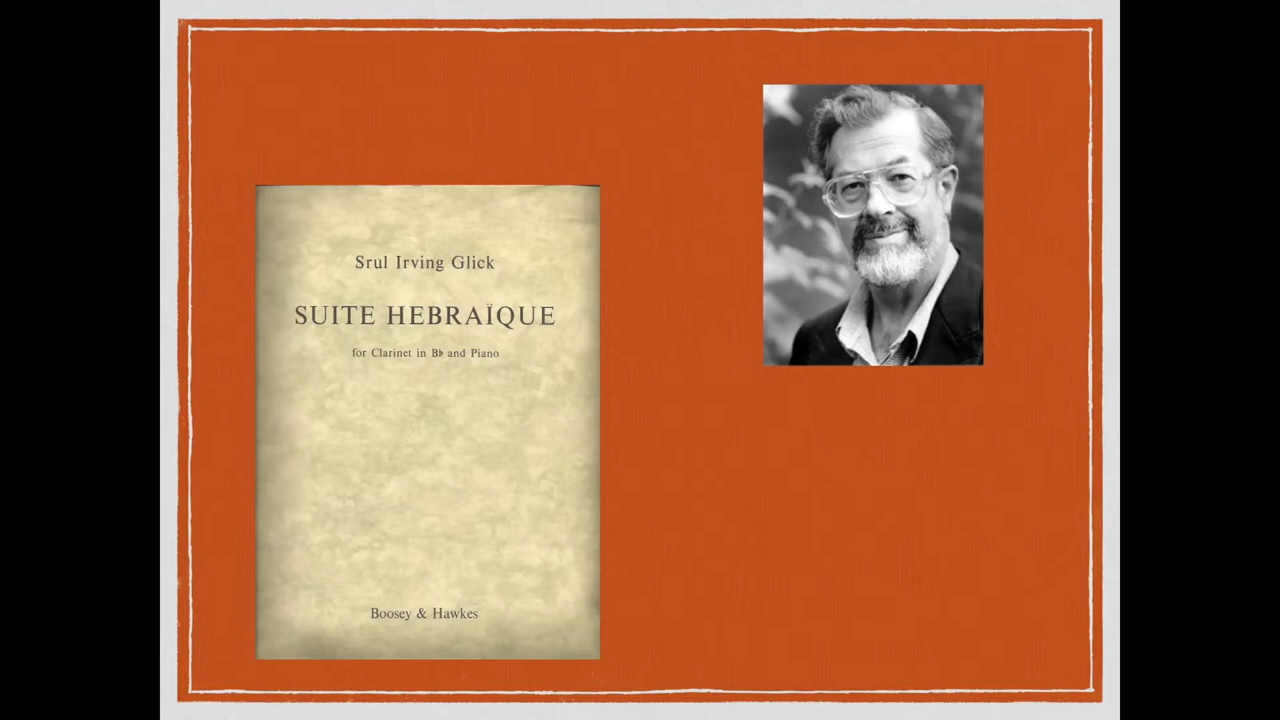 Srul Irving Glick
SUITE HEBRAÏQUE
for Clarinet in B♭ and Piano
Boosey & Hawkes